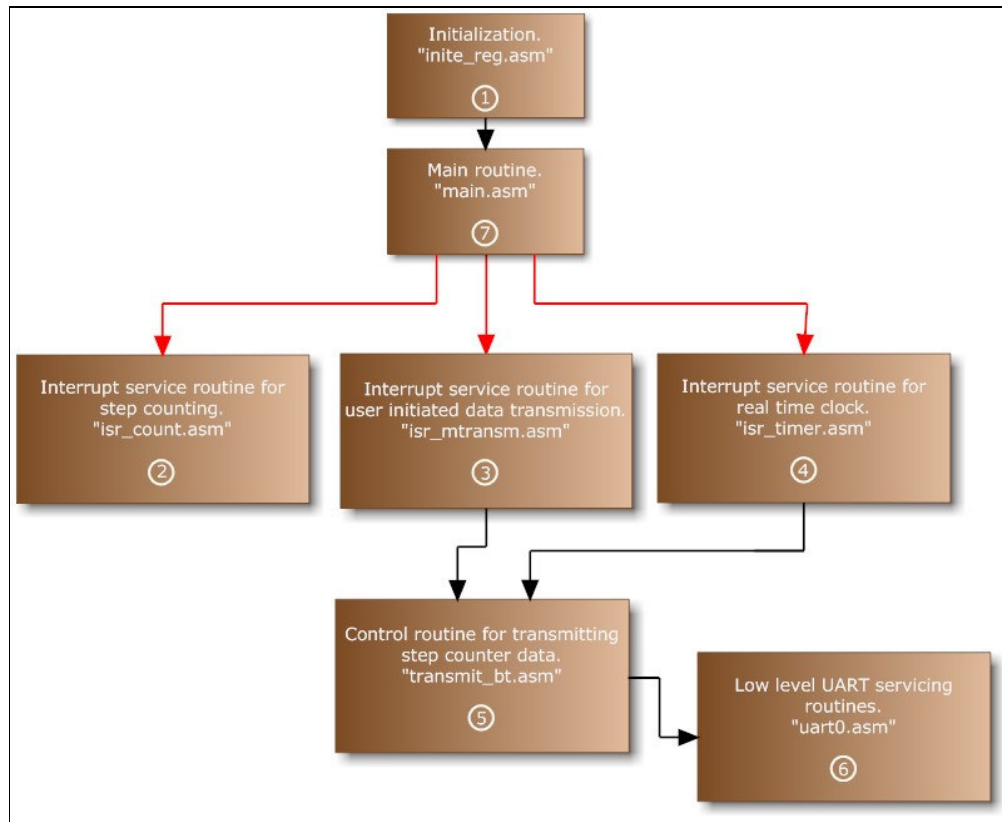 Initialization.
"inite_reg.asm"
1
Main routine.
"main.asm"
7
Interrupt service routine for
step counting.
"isr_count.asm"
2
Interrupt service routine for
user initiated data transmission.
"isr_mtransm.asm"
3
Interrupt service routine for
real time clock.
"isr_timer.asm"
4
Control routine for transmitting
step counter data.
"transmit_bt.asm"
5
Low level UART servicing
routines.
"uart0.asm"
6